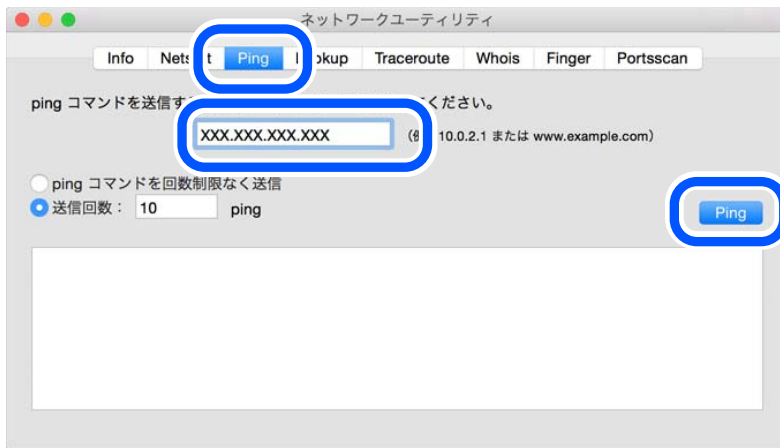 ネットワークユーティリティ
Info Ping Traceroute Whois Finger Portsscan
ping コマンドを送信す ください。
XXX.XXX.XXX.XXX 10.0.2.1 または www.example.com）
ping コマンドを回数制限なく送信
送信回数： 10 ping
Ping